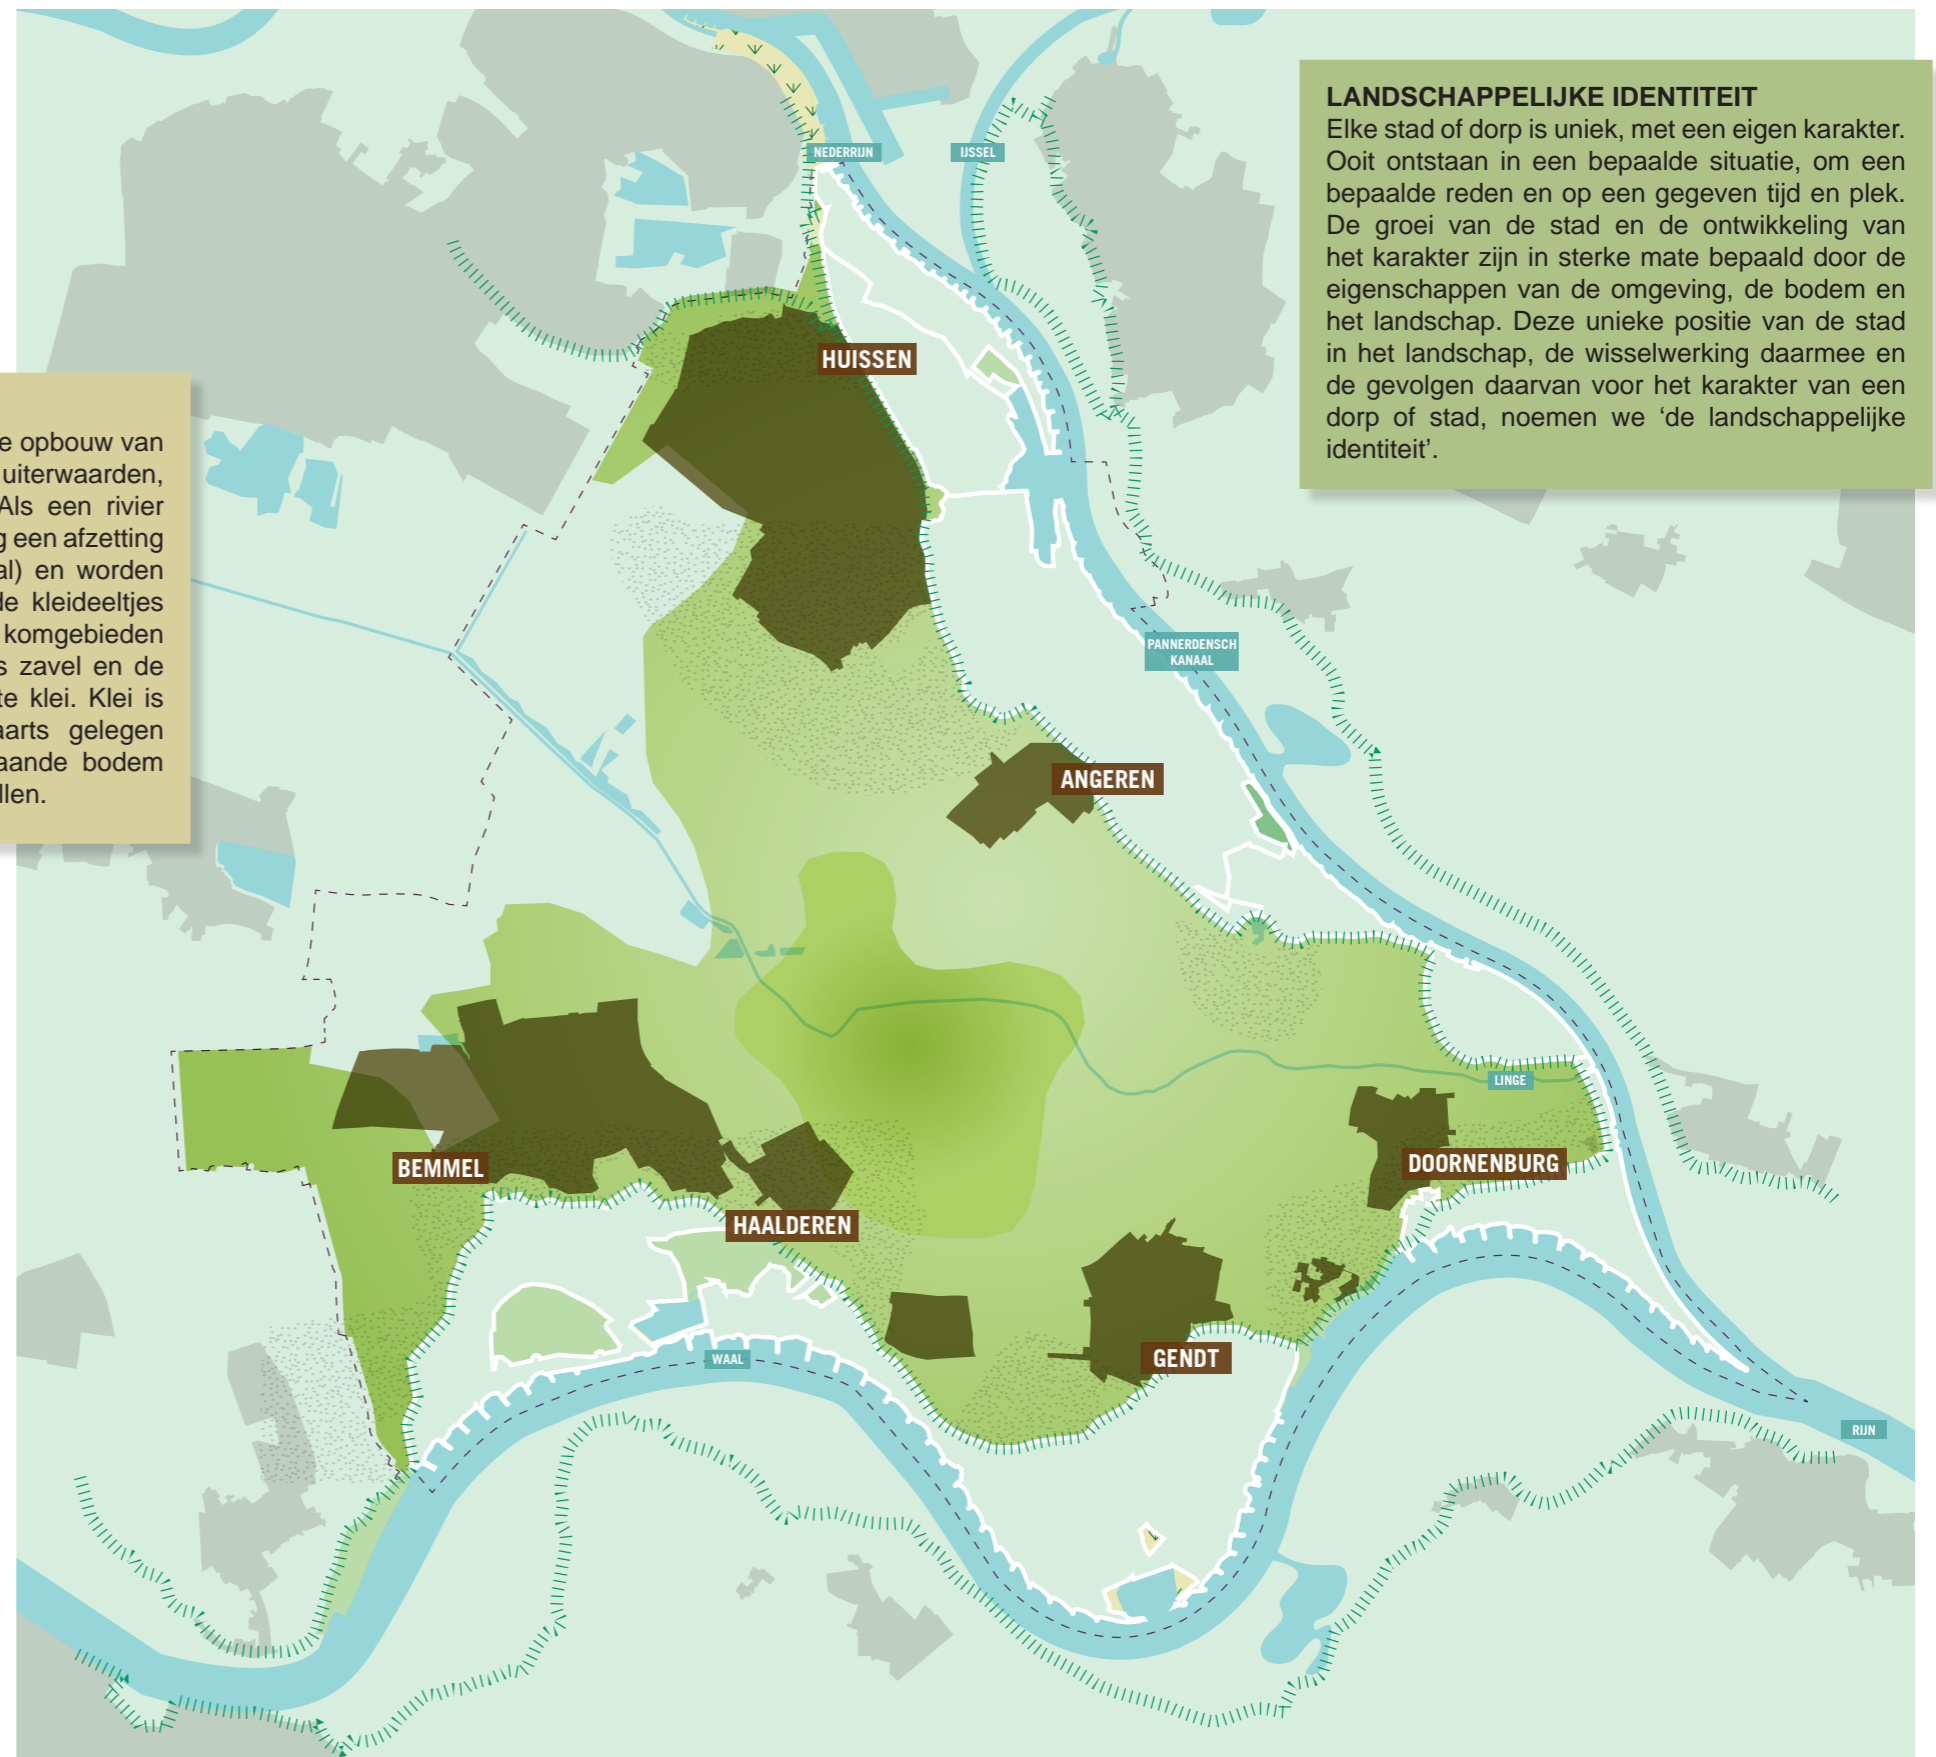 LANDSCHAPPELIJKE IDENTITEIT
Elke stad of dorp is uniek, met een eigen karakter.
Ooit ontstaan in een bepaalde situatie, om een
bepaalde reden en op een gegeven tijd en plek.
De groei van de stad en de ontwikkeling van
het karakter zijn in sterke mate bepaald door de
eigenschappen van de omgeving, de bodem en
het landschap. Deze unieke positie van de stad
in het landschap, de wisselwerking daarmee en
de gevolgen daarvan voor het karakter van een
dorp of stad, noemen we ‘de landschappelijke
identiteit’.
NEDERRIJN
IJSSEL
HUISSEN
opbouw van
uiterwaarden,
Als een rivier
een afzetting
en worden
de kleideeltjes
komgebieden
zavel en de
klei. Klei is
gelegen
bodem
PANNERDENSCH
KANAAL
ANGEREN
LINGE
BEMMEL
DOORNENBURG
HAALDEREN
GENDT
WAAL
RIJN